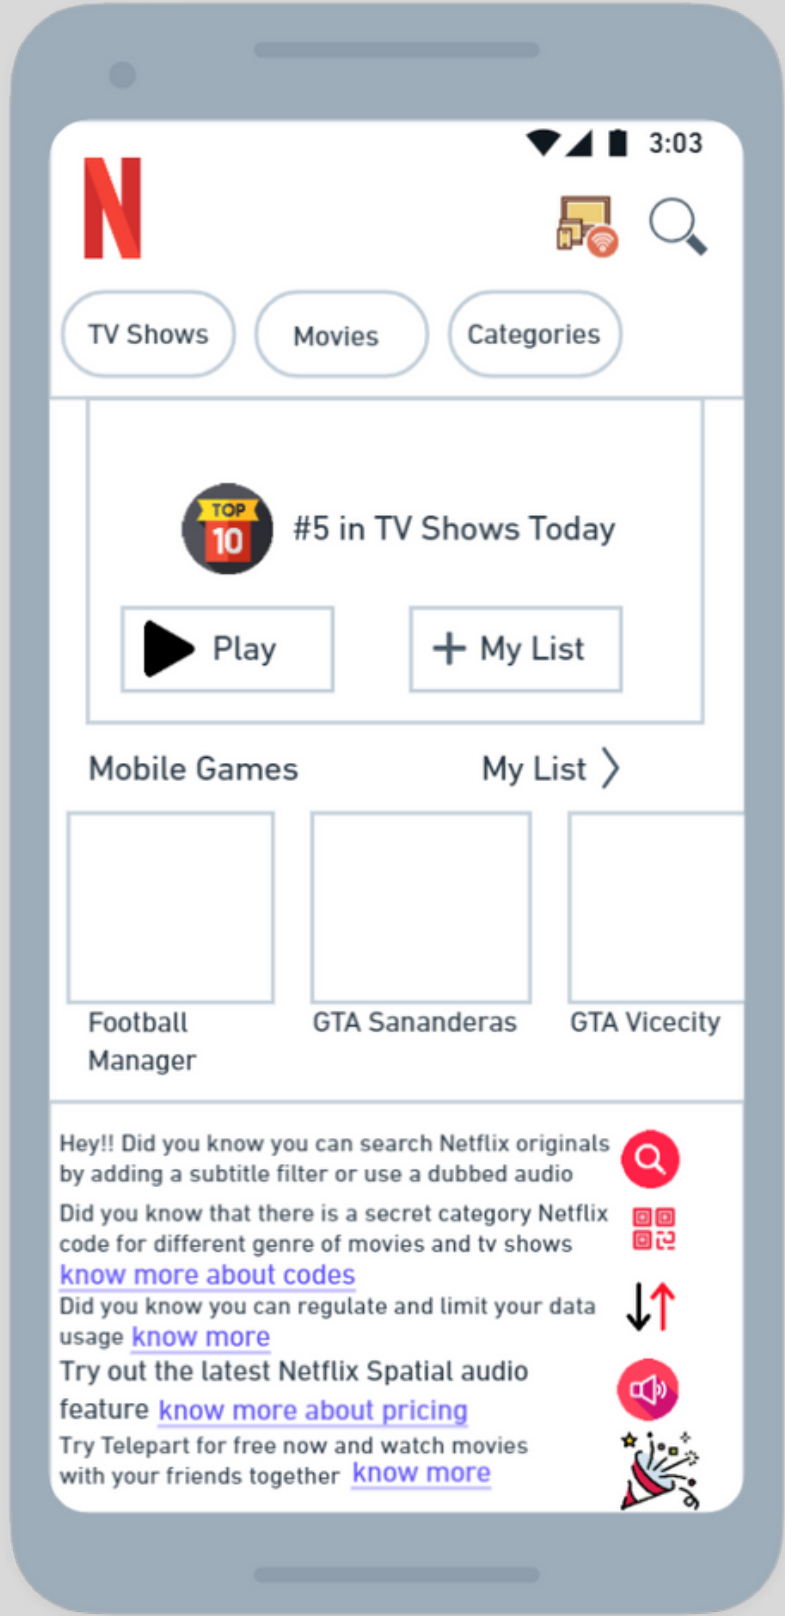 3:03
N
TV Shows
Movies
Categories
TOP
10
#5 in TV Shows Today
Play
+ My List
Mobile Games
My List
Football
Manager
GTA Sananderas
GTA Vicecity
Hey!! Did you know you can search Netflix originals
by adding a subtitle filter or use a dubbed audio
Did you know that there is a secret category Netflix
code for different genre of movies and tv shows
know more about codes
Did you know you can regulate and limit your data
usage know more
Try out the latest Netflix Spatial audio
feature know more about pricing
Try Telepart for free now and watch movies
with your friends together know more